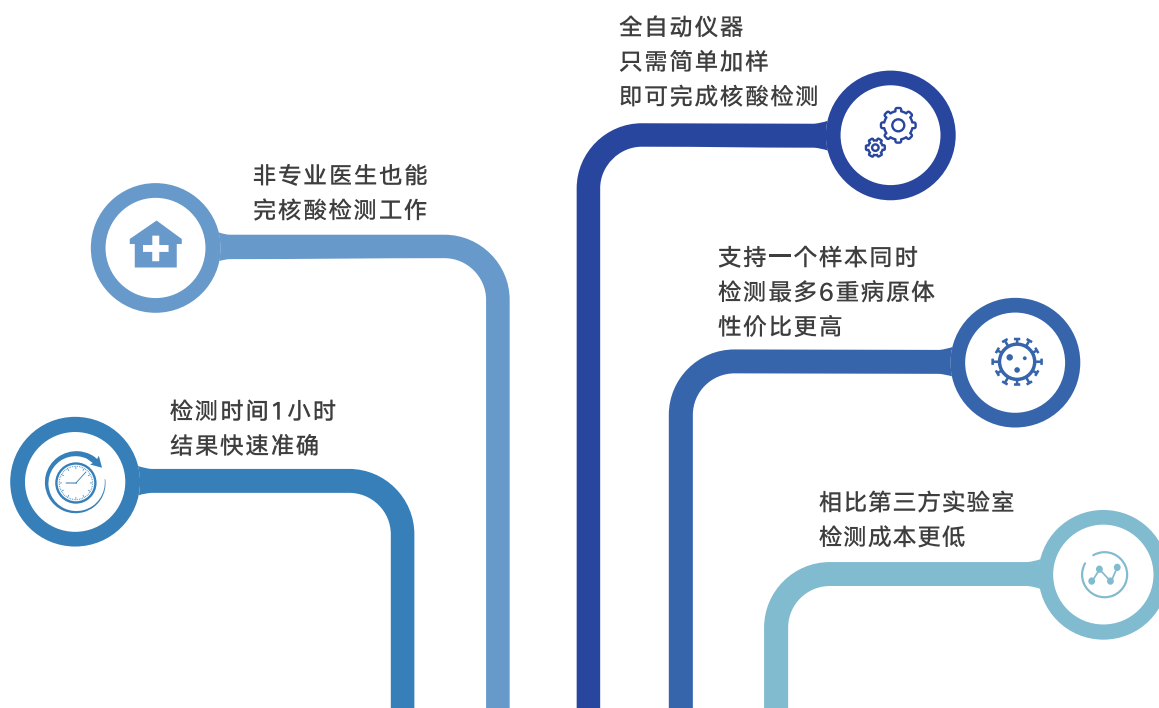 全自动仪器
只需简单加样
即可完成核酸检测
非专业医生也能
完核酸检测工作
支持一个样本同时
检测最多6重病原体
性价比更高
检测时间1小时
结果快速准确
相比第三方实验室
检测成本更低